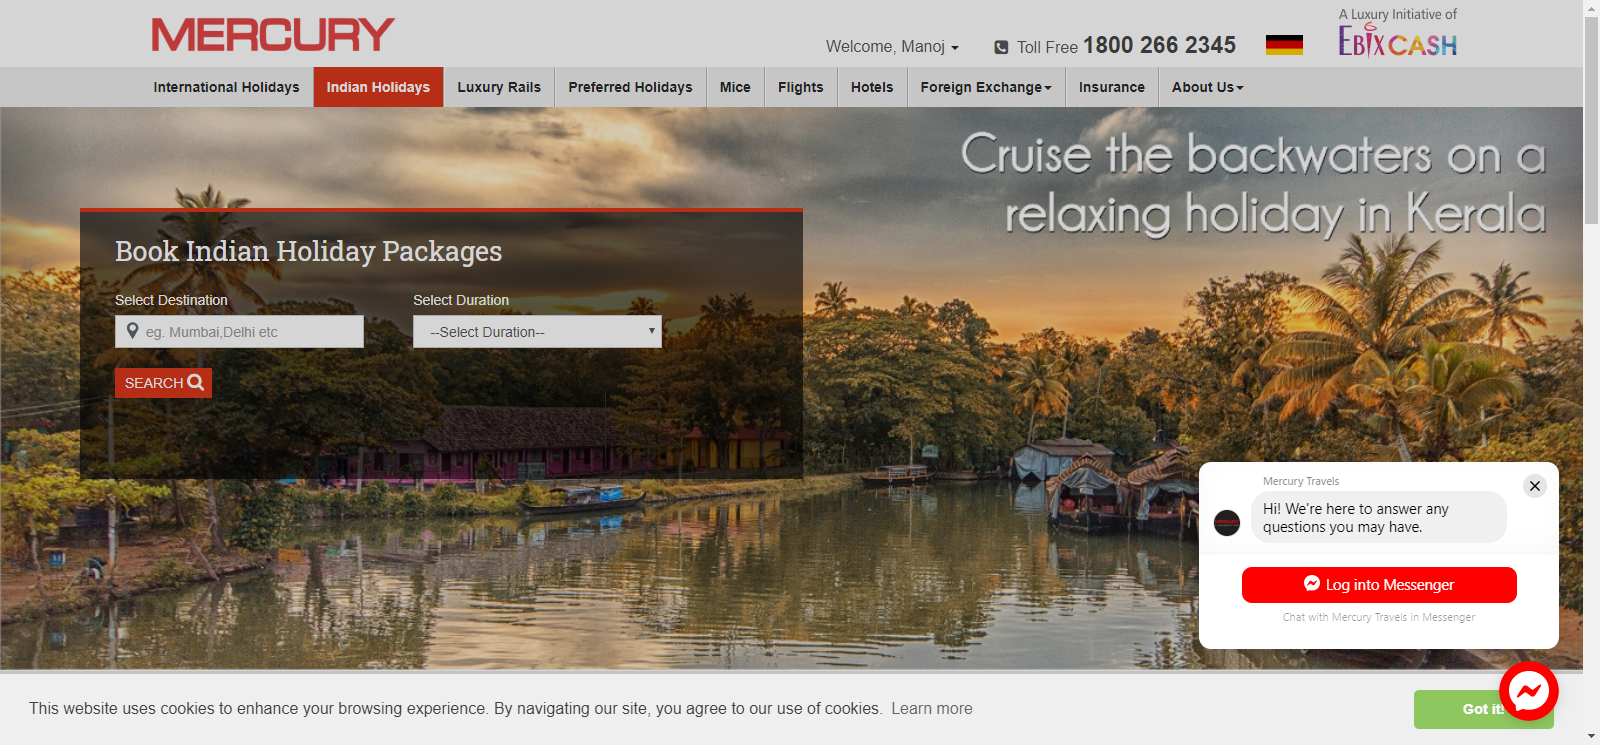 MERCURY
Welcome, Manoj
Toll Free 1800 266 2345
A Luxury Initiative of
EBIXCASH
International Holidays
Indian Holidays
Luxury Rails
Preferred Holidays
Mice
Flights
Hotels
Foreign Exchange
Insurance
About Us
Cruise the backwaters on a
relaxing holiday in Kerala
Book Indian Holiday Packages
Select Destination
Select Duration
eg. Mumbai,Delhi etc
--Select Duration--
SEARCH
Mercury Travels
Hi! We're here to answer any
questions you may have.
Log into Messenger
Chat with Mercury Travels in Messenger
This website uses cookies to enhance your browsing experience. By navigating our site, you agree to our use of cookies. Learn more
Got it!